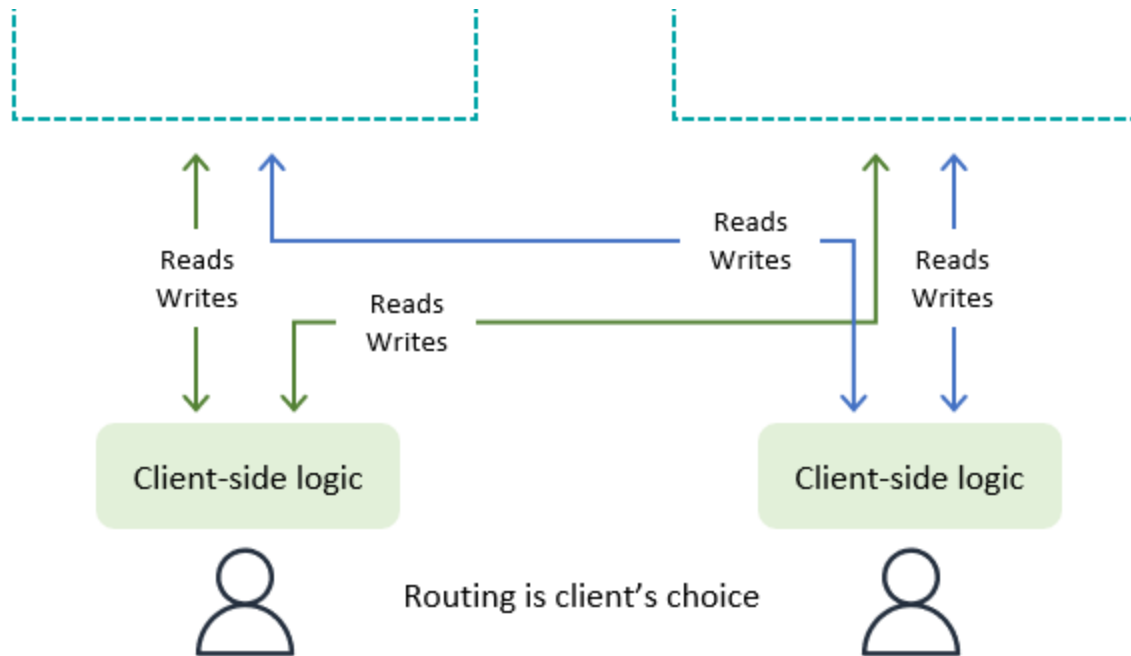 Reads
Writes
Reads
Writes
Reads
Writes
Reads
Writes
Client-side logic
Client-side logic
Routing is client’s choice